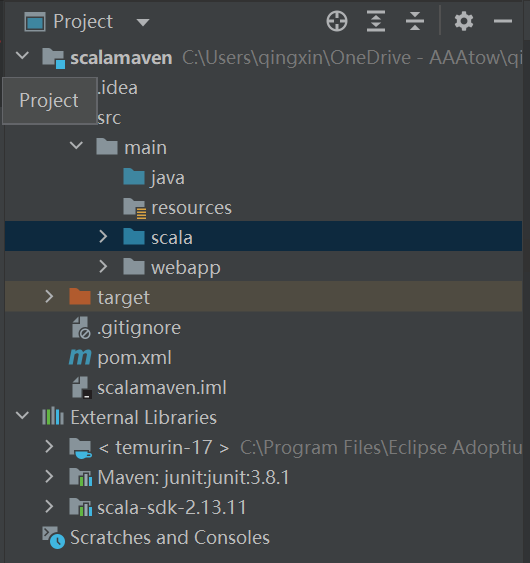 Project
scalamaven C:\Users\qingxin\OneDrive - AAAtow\qi
.idea
Project
src
main
java
resources
scala
webapp
target
.gitignore
pom.xml
scalamaven.iml
External Libraries
< temurin-17 > C:\Program Files\Eclipse Adoptiu
Maven: junit:junit:3.8.1
scala-sdk-2.13.11
Scratches and Consoles